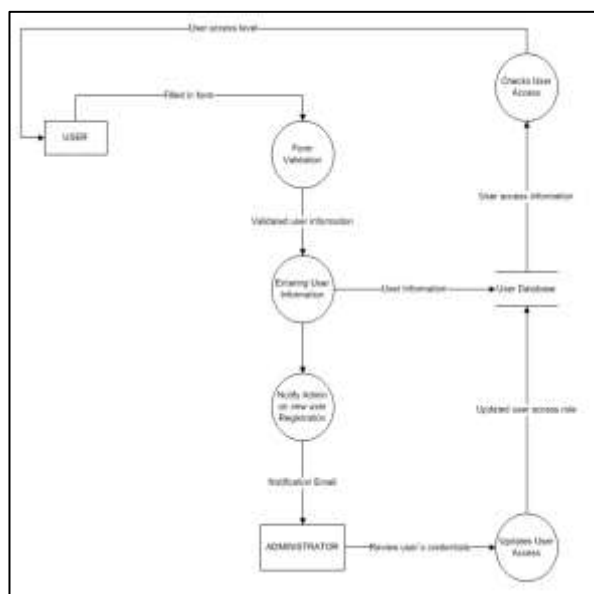 User access level
Checks User
Access
Filled in form
USER
Form
Validation
User access information
Validated user information
Entering User
Information
User Information
User Database
Notify Admin
on new user
Registration
Updated user access role
Notification Email
ADMINISTRATOR
Review user's credentials
Updates User
Access